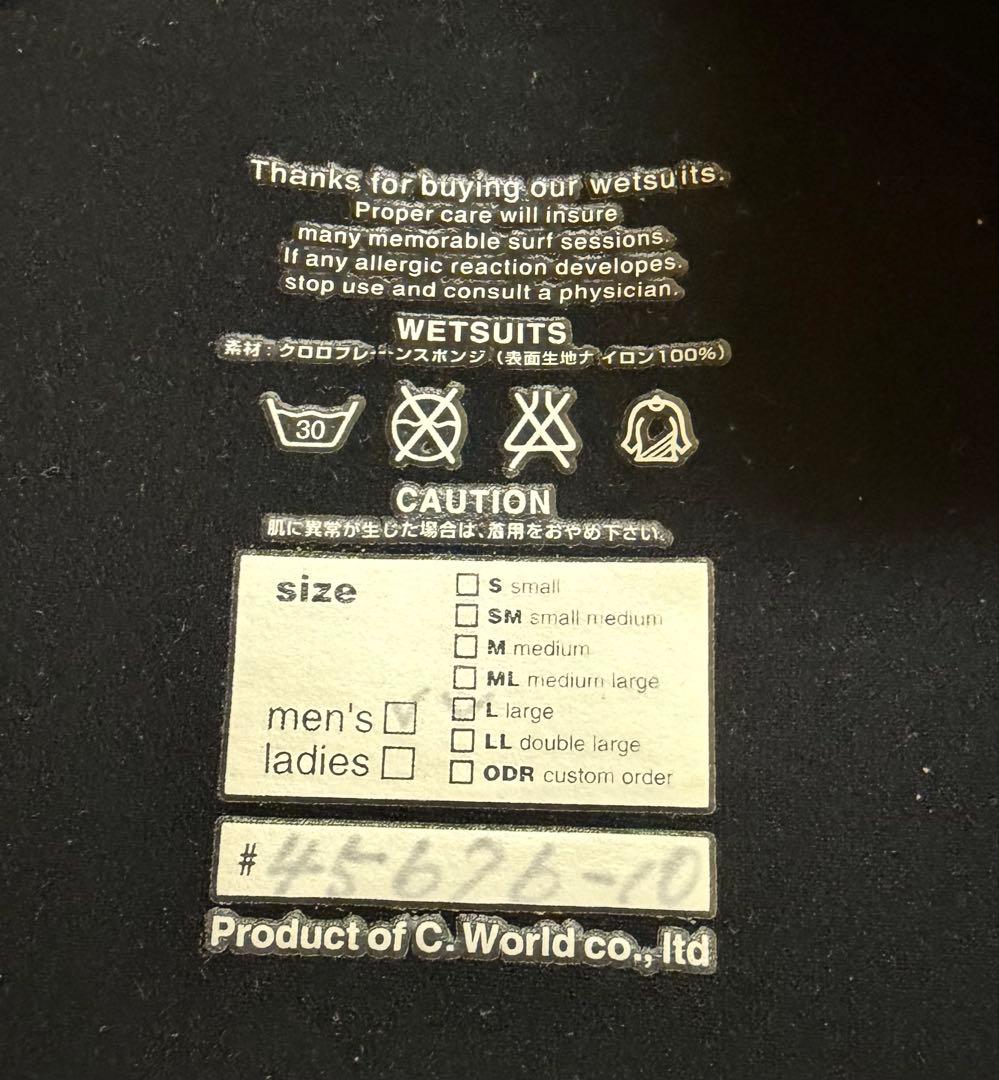 Thanks for buying our wetsuits.
Proper care will insure
many memorable surf sessions.
If any allergic reaction developes.
stop use and consult a physician.
WETSUITS
素材：クロロフレーンスポンジ（表面生地ナイロン100%）
30
CAUTION
肌に異常が生じた場合は、着用をおやめ下さい。
size
S small
SM small medium
M medium
ML medium large
L large
LL double large
ODR custom order
men's
ladies
# 45676-10
Product of C. World co., ltd